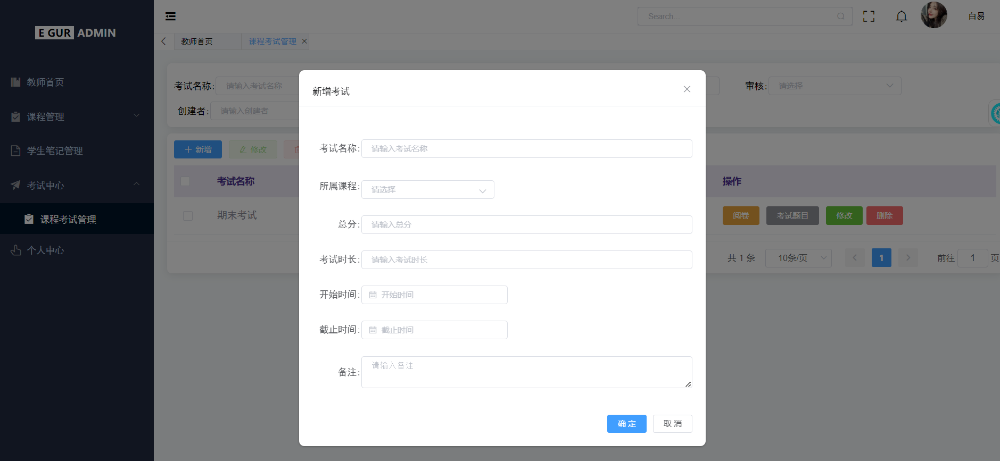 E GUR ADMIN
教师首页
课程管理
学生笔记管理
考试中心
课程考试管理
个人中心
Search...
白易
教师首页
课程考试管理
考试名称:
请输入考试名称
审核:
请选择
创建者:
请输入创建者
新增
修改
考试名称
操作
期末考试
阅卷
考试题目
修改
删除
共 1 条
10条/页
1
前往
1
页
新增考试
考试名称:
请输入考试名称
所属课程:
请选择
总分:
请输入总分
考试时长:
请输入考试时长
开始时间:
开始时间
截止时间:
截止时间
备注:
请输入备注
确 定
取 消